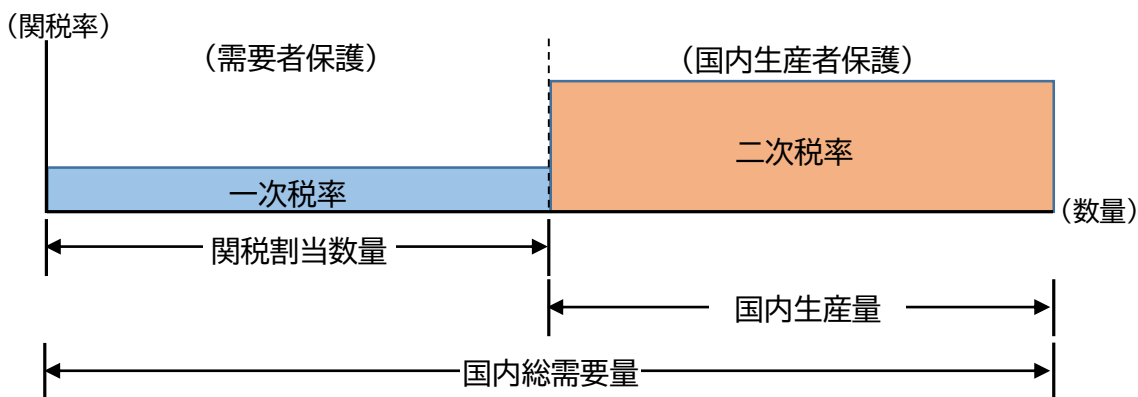 （関税率）
（需要者保護）
（国内生産者保護）
二次税率
一次税率
（数量）
関税割当数量
国内生産量
国内総需要量